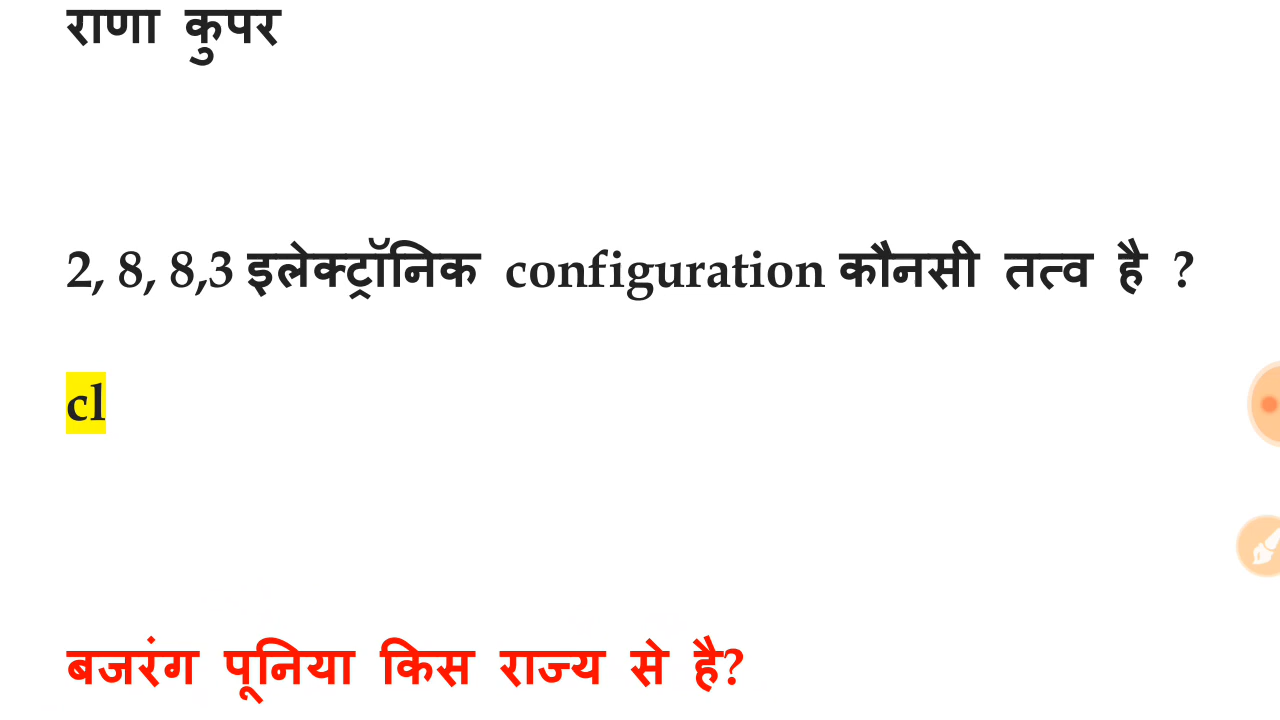 राणा कुपर
2, 8, 8,3 इलेक्ट्रॉनिक configuration कौनसी तत्व है ?
cl
बजरंग पूनिया किस राज्य से है?